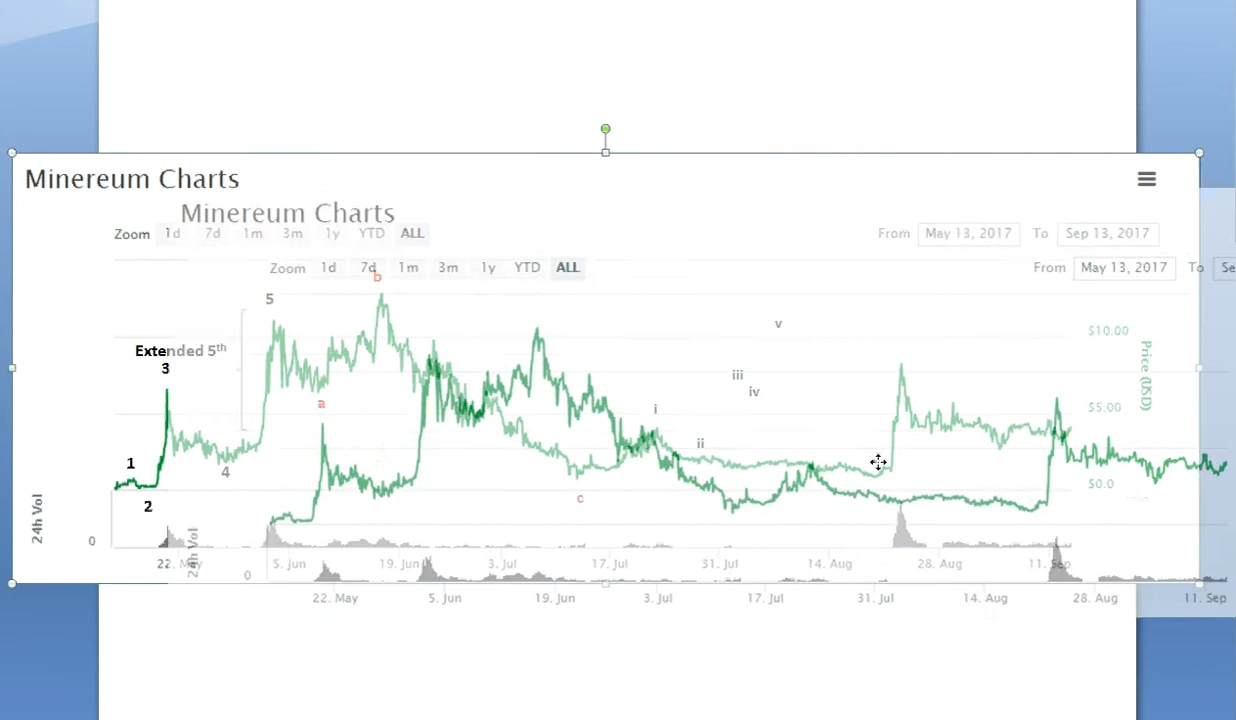 Minereum Charts
Minereum Charts
Zoom 1d 7d 1m 3m 1y YTD ALL From May 13, 2017 To Sep 13, 2017
Zoom 1d 7d 1m 3m 1y YTD ALL From May 13, 2017 To Se
b
5
v
$10.00
Extended 5th
3
iii
iv
Price (USD)
a
i
$5.00
ii
1
4
$0.0
c
2
24h Vol
0
24h Vol
0
22. May 5. Jun 19. Jun 3. Jul 17. Jul 31. Jul 14. Aug 28. Aug 11. Sep
22. May 5. Jun 19. Jun 3. Jul 17. Jul 31. Jul 14. Aug 28. Aug 11. Sep